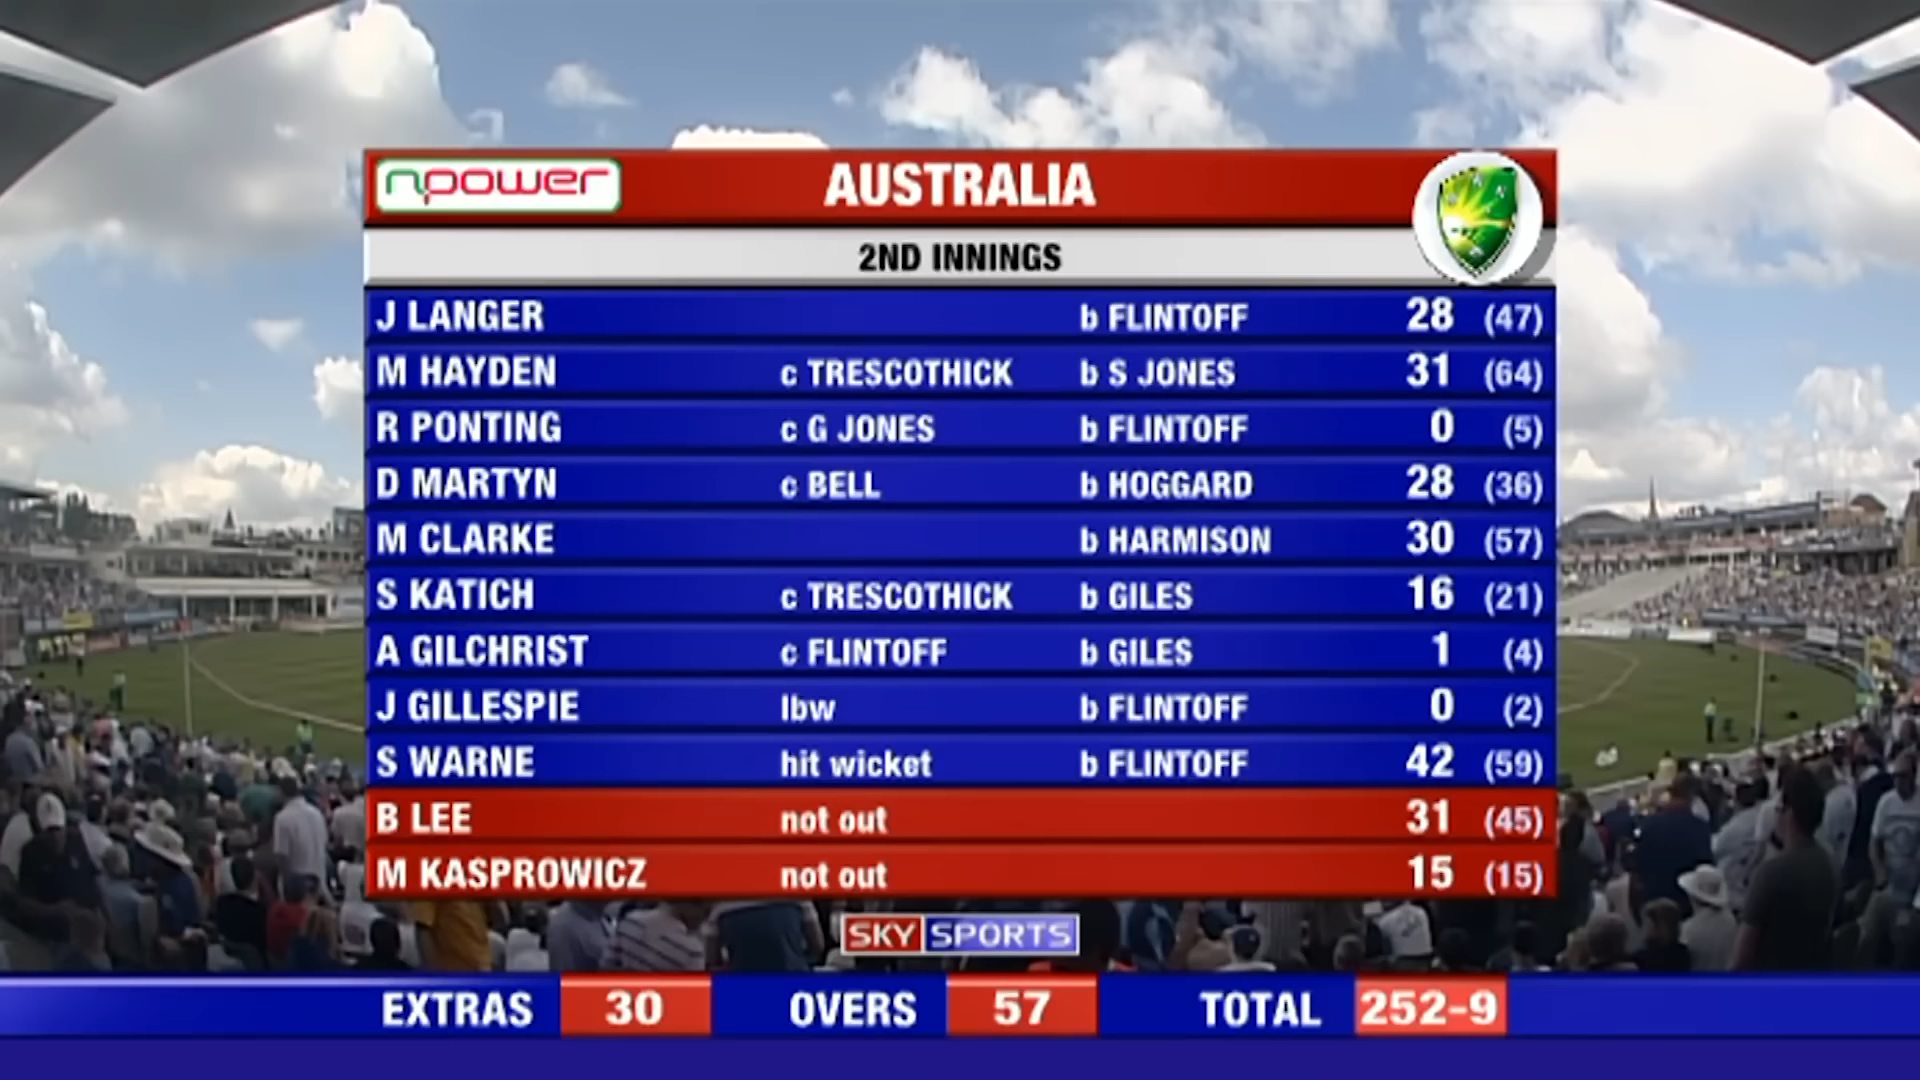 npower AUSTRALIA
2ND INNINGS
J LANGER b FLINTOFF 28 (47)
M HAYDEN c TRESCOTHICK b S JONES 31 (64)
R PONTING c G JONES b FLINTOFF 0 (5)
D MARTYN c BELL b HOGGARD 28 (36)
M CLARKE b HARMISON 30 (57)
S KATICH c TRESCOTHICK b GILES 16 (21)
A GILCHRIST c FLINTOFF b GILES 1 (4)
J GILLESPIE lbw b FLINTOFF 0 (2)
S WARNE hit wicket b FLINTOFF 42 (59)
B LEE not out 31 (45)
M KASPROWICZ not out 15 (15)
SKY SPORTS
EXTRAS 30 OVERS 57 TOTAL 252-9